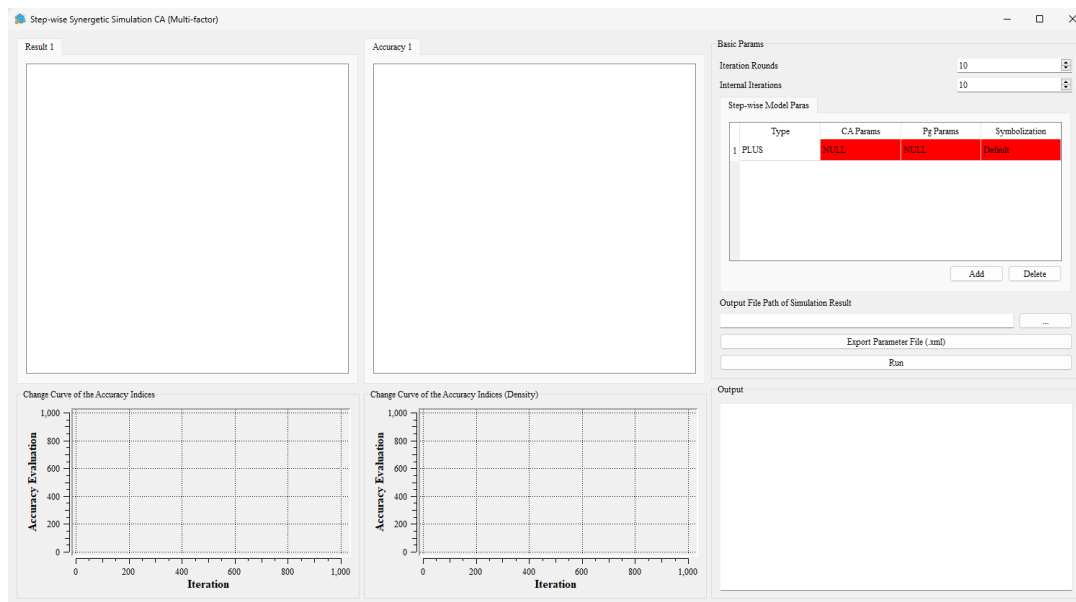 Step-wise Synergetic Simulation CA (Multi-factor)
Result 1
Accuracy 1
Basic Params
Iteration Rounds
10
Internal Iterations
10
Step-wise Model Paras
Type CA Params Pg Params Symbolization
1 PLUS NULL NULL Default
Add Delete
Output File Path of Simulation Result
...
Export Parameter File (.xml)
Run
Change Curve of the Accuracy Indices
1,000
800
600
400
200
0
Accuracy Evaluation
0 200 400 600 800 1,000
Iteration
Change Curve of the Accuracy Indices (Density)
1,000
800
600
400
200
0
Accuracy Evaluation
0 200 400 600 800 1,000
Iteration
Output